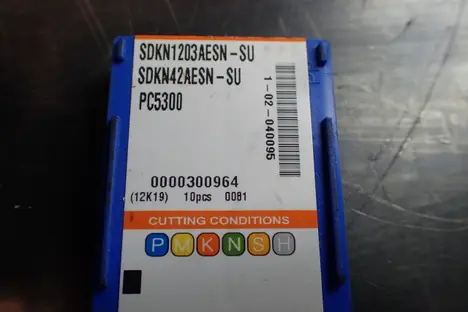 SDKN1203AESN-SU
SDKN42AESN-SU
PC5300
1-02-040095
0000300964
(12K19) 10pcs 0081
CUTTING CONDITIONS
P M K N S H